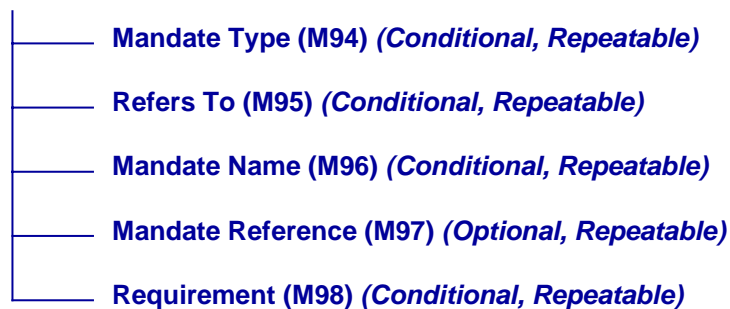 Mandate Type (M94) (Conditional, Repeatable)
Refers To (M95) (Conditional, Repeatable)
Mandate Name (M96) (Conditional, Repeatable)
Mandate Reference (M97) (Optional, Repeatable)
Requirement (M98) (Conditional, Repeatable)